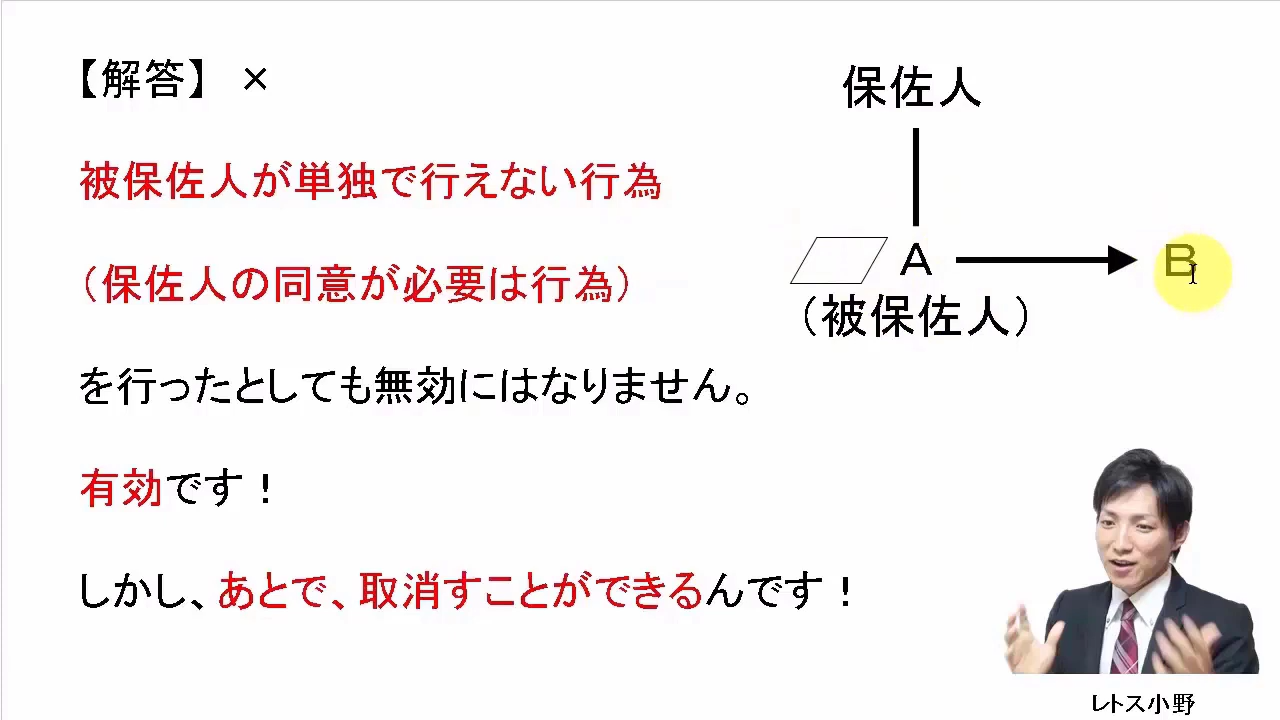 【解答】 ×
被保佐人が単独で行えない行為
（保佐人の同意が必要は行為）
を行ったとしても無効にはなりません。
有効です！
しかし、あとで、取消すことができるんです！
保佐人
A
B
（被保佐人）
レトス小野